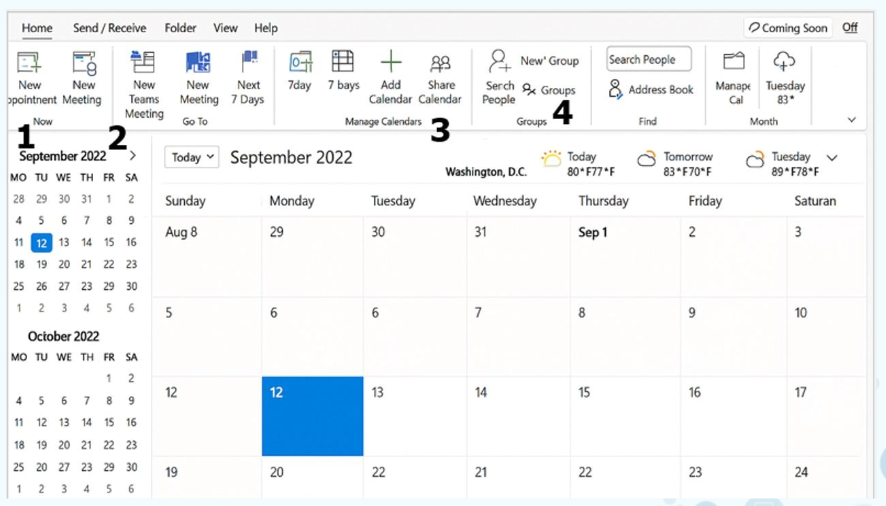 Home Send / Receive Folder View Help Coming Soon Off
New New New New Next 7day 7 bays Add Share Serch New' Group Search People Manape Tuesday
ppointment Meeting Teams Meeting 7 Days Calendar Calendar People Groups Address Book Cal 83*
Meeting
Now Go To Manage Calendars Groups Find Month
1 2 3 4
September 2022 > Today September 2022 Washington, D.C. Today Tomorrow Tuesday
80*F77*F 83*F70*F 89*F78*F
MO TU WE TH FR SA
28 29 30 31 1 2
4 5 6 7 8 9
11 12 13 14 15 16
18 19 20 21 22 23
25 26 27 23 29 30
1 2 3 4 5 6
October 2022
MO TU WE TH FR SA
1 2
4 5 6 7 8 9
11 12 13 14 15 16
18 19 20 21 22 23
25 20 27 23 29 30
1 2 3 4 5 6
Sunday Monday Tuesday Wednesday Thursday Friday Saturan
Aug 8 29 30 31 Sep 1 2 3
5 6 6 7 8 9 10
12 12 13 14 15 16 17
19 20 22 21 22 23 24